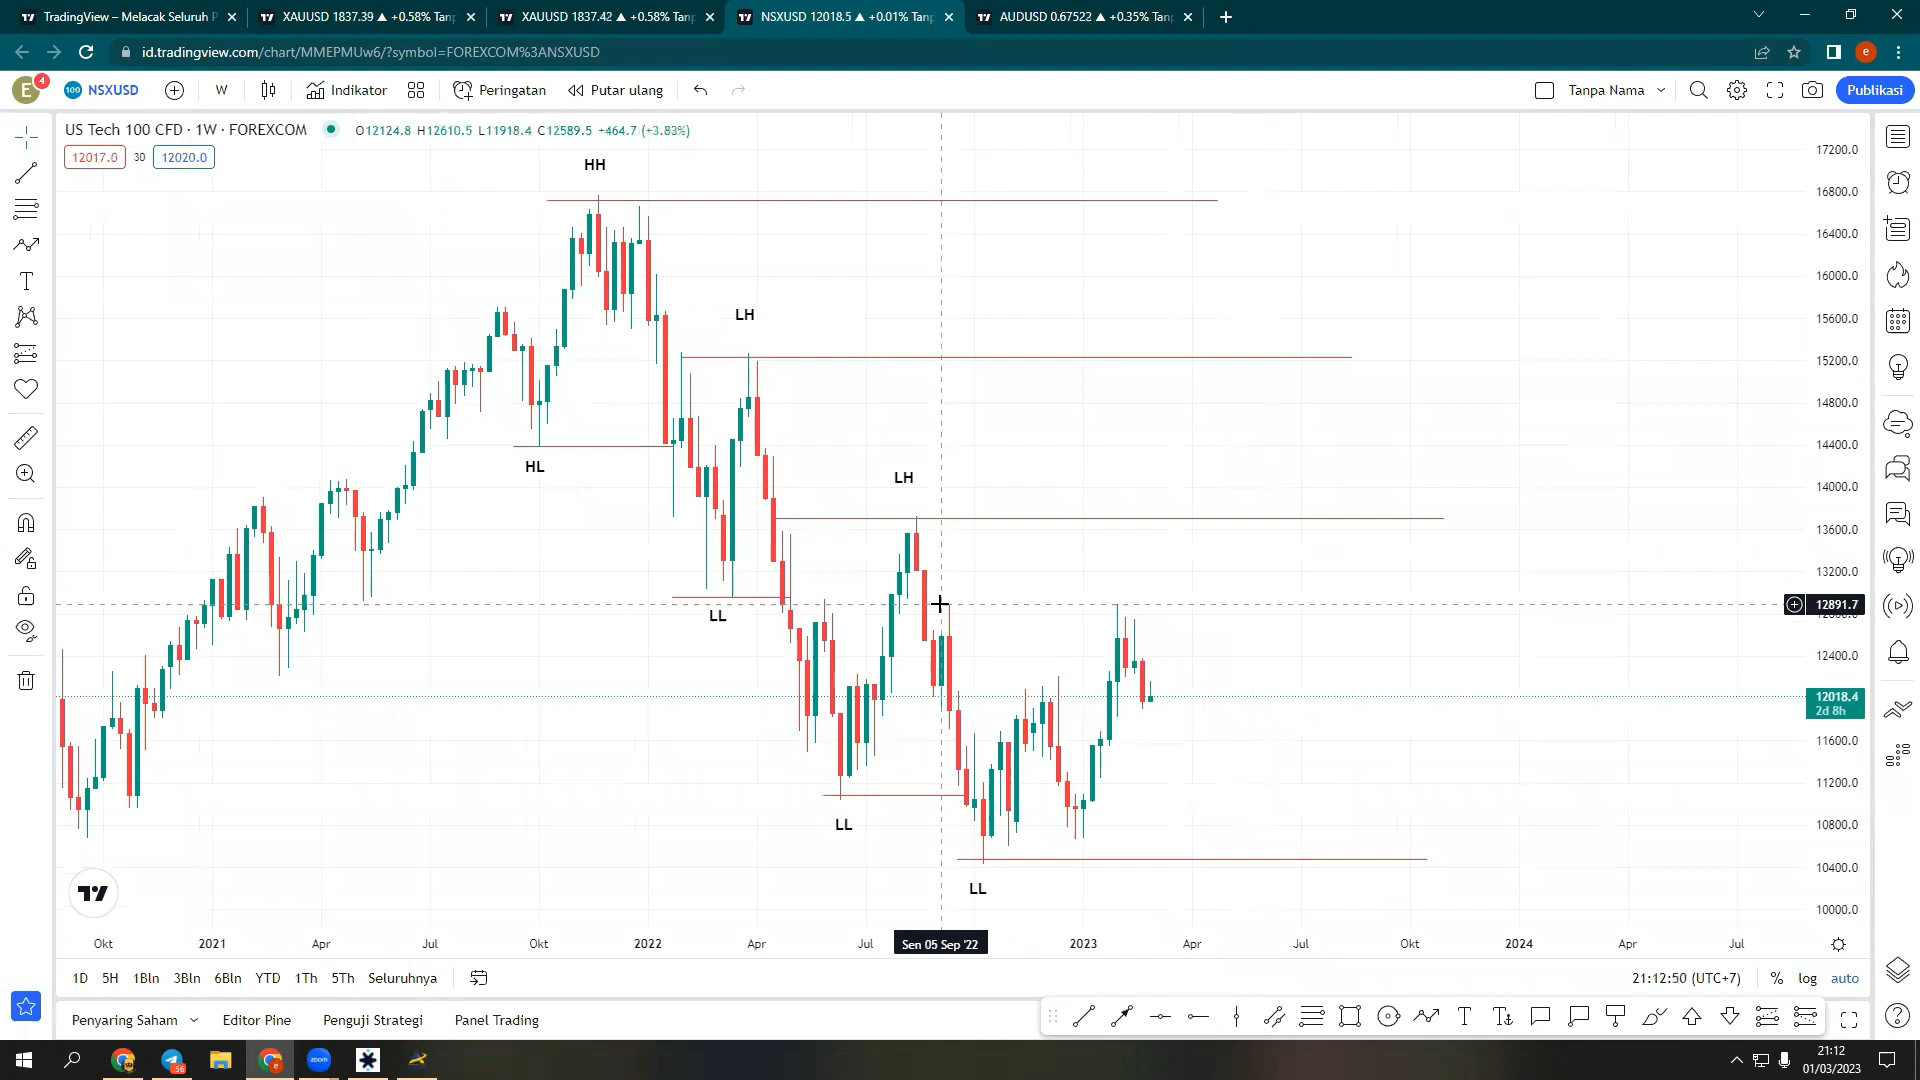 TradingView – Melacak Seluruh P
XAUUSD 1837.39 ▲ +0.58% Tanp
XAUUSD 1837.42 ▲ +0.58% Tanp
NSXUSD 12018.5 ▲ +0.01% Tanp
AUDUSD 0.67522 ▲ +0.35% Tanp
id.tradingview.com/chart/MMEPMUw6/?symbol=FOREXCOM%3ANSXUSD
e
E
4
100
NSXUSD
W
Indikator
Peringatan
Putar ulang
Tanpa Nama
Publikasi
US Tech 100 CFD · 1W · FOREXCOM
O12124.8 H12610.5 L11918.4 C12589.5 +464.7 (+3.83%)
12017.0
30
12020.0
HH
LH
HL
LH
LL
LL
LL
17200.0
16800.0
16400.0
16000.0
15600.0
15200.0
14800.0
14400.0
14000.0
13600.0
13200.0
12891.7
12400.0
12018.4
2d 8h
11600.0
11200.0
10800.0
10400.0
10000.0
Okt
2021
Apr
Jul
Okt
2022
Apr
Jul
Sen 05 Sep '22
2023
Apr
Jul
Okt
2024
Apr
Jul
1D
5H
1Bln
3Bln
6Bln
YTD
1Th
5Th
Seluruhnya
21:12:50 (UTC+7)
%
log
auto
Penyaring Saham
Editor Pine
Penguji Strategi
Panel Trading
zoom
56
21:12
01/03/2023